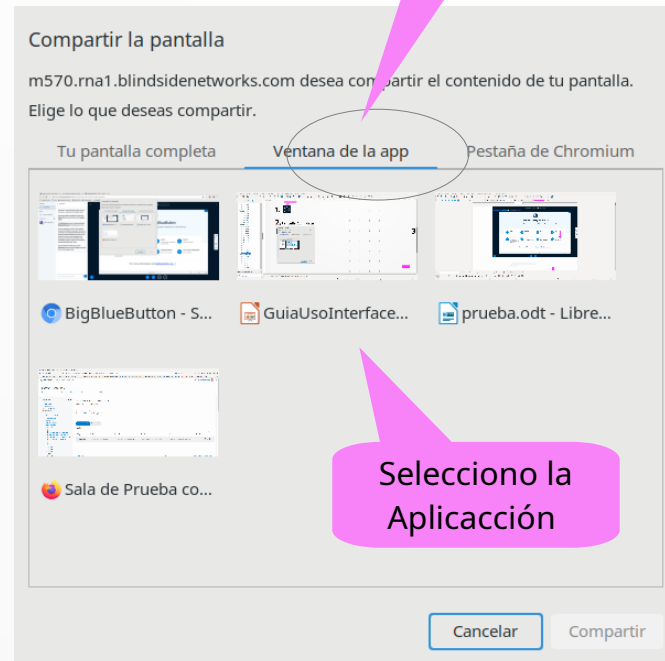 Compartir la pantalla
m570.rna1.blindsidenetworks.com desea compartir el contenido de tu pantalla.
Elige lo que deseas compartir.
Tu pantalla completa Ventana de la app Pestaña de Chromium
BigBlueButton - S... GuiaUsoInterface... prueba.odt - Libre...
Sala de Prueba co...
Selecciono la
Aplicacción
Cancelar Compartir